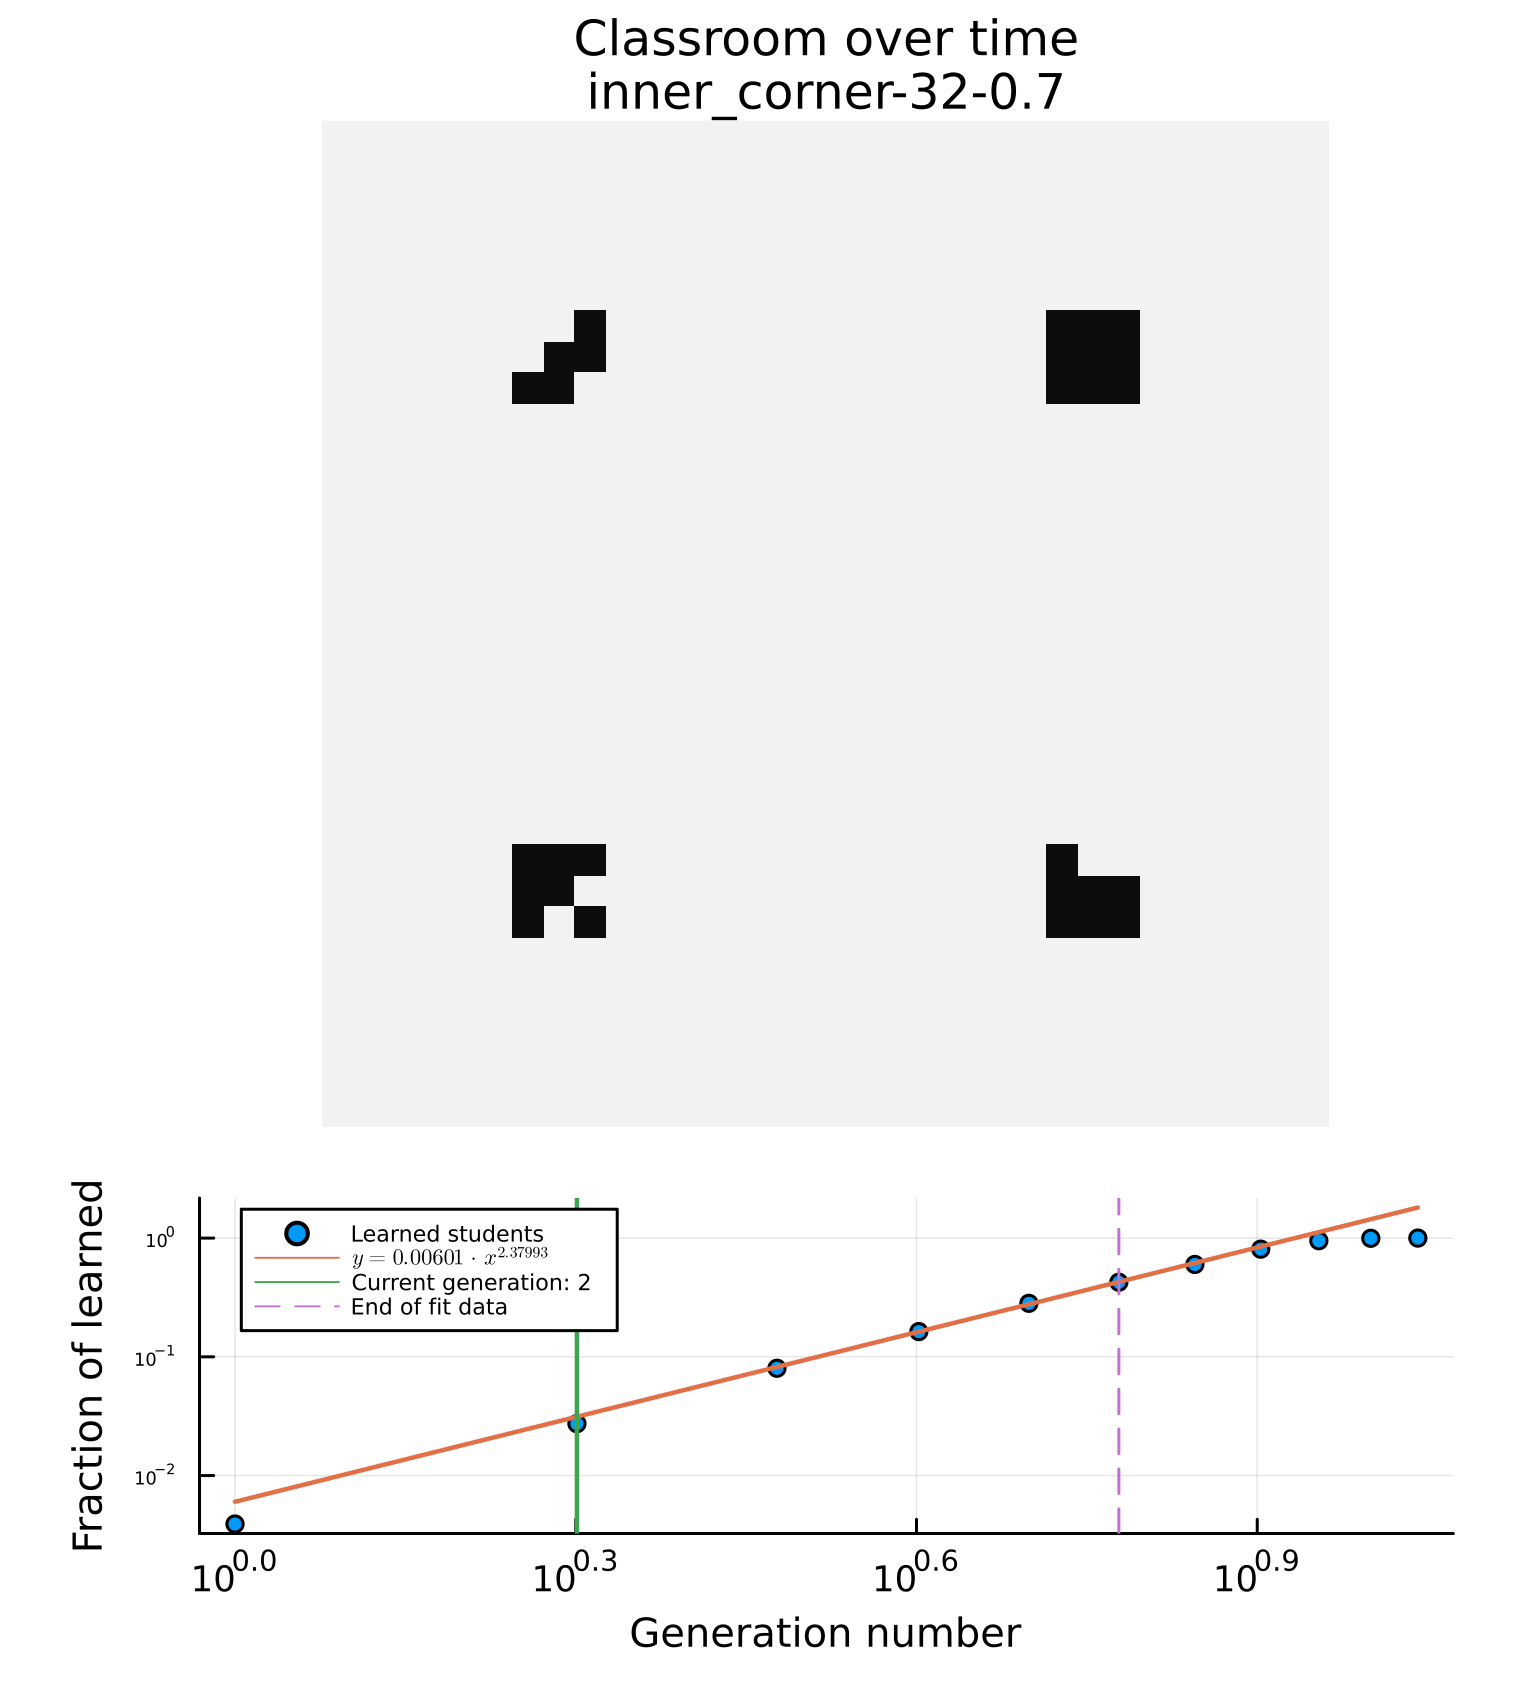 Classroom over time
inner_corner-32-0.7
Fraction of learned
10^0
10^-1
10^-2
Learned students
y = 0.00601 · x^2.37993
Current generation: 2
End of fit data
10^0.0 10^0.3 10^0.6 10^0.9
Generation number